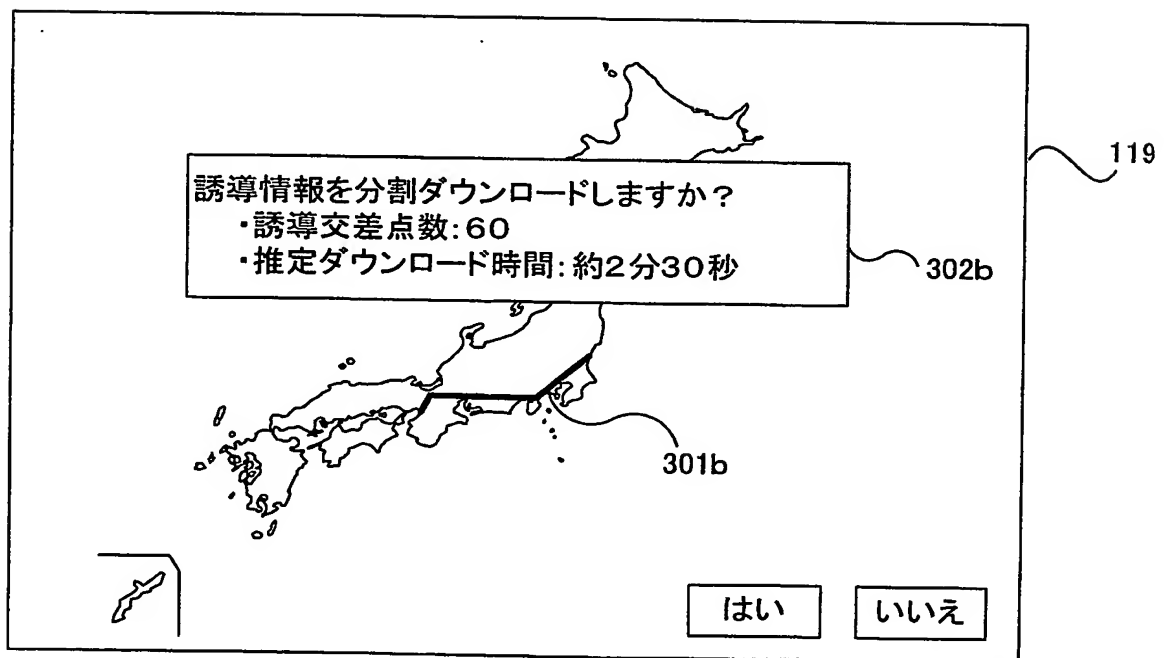 119
誘導情報を分割ダウンロードしますか?
・誘導交差点数:60
・推定ダウンロード時間:約2分30秒
302b
301b
はい
いいえ